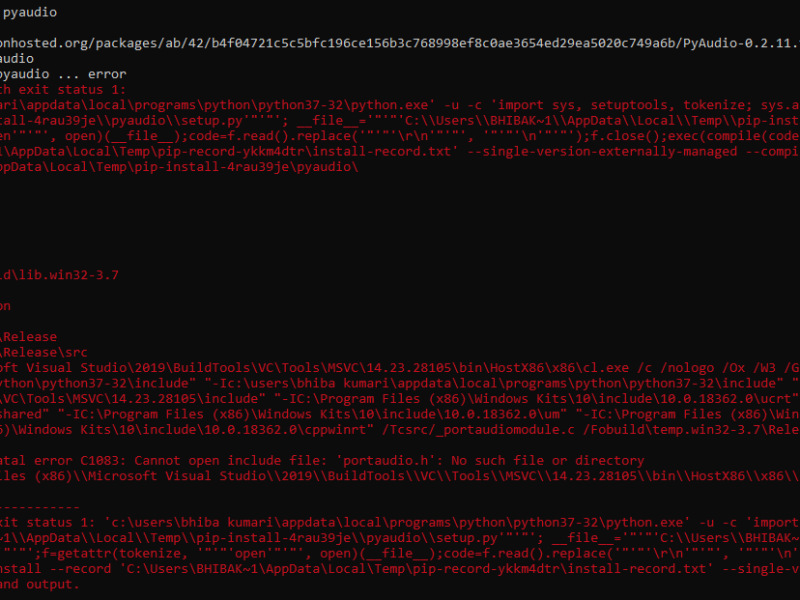 pyaudio
onhosted.org/packages/ab/42/b4f04721c5c5bfc196ce156b3c768998ef8c0ae3654ed29ea5020c749a6b/PyAudio-0.2.11.
audio
pyaudio ... error
th exit status 1:
ari\appdata\local\programs\python\python37-32\python.exe' -u -c 'import sys, setuptools, tokenize; sys.a
tall-4rau39je\\pyaudio\\setup.py'"'"'; __file__='"'"'C:\\Users\\BHIBAK~1\\AppData\\Local\\Temp\\pip-inst
en'"'"', open)(__file__);code=f.read().replace('"'"'\r\n'"'"', '"'"'\n'"'"');f.close();exec(compile(code
1\AppData\Local\Temp\pip-record-ykkm4dtr\install-record.txt' --single-version-externally-managed --compi
ppData\Local\Temp\pip-install-4rau39je\pyaudio\
ld\lib.win32-3.7
on
\Release
\Release\src
oft Visual Studio\2019\BuildTools\VC\Tools\MSVC\14.23.28105\bin\HostX86\x86\cl.exe /c /nologo /Ox /W3 /G
ython\python37-32\include" "-Ic:\users\bhiba kumari\appdata\local\programs\python\python37-32\include" "
\VC\Tools\MSVC\14.23.28105\include" "-IC:\Program Files (x86)\Windows Kits\10\include\10.0.18362.0\ucrt"
shared" "-IC:\Program Files (x86)\Windows Kits\10\include\10.0.18362.0\um" "-IC:\Program Files (x86)\Win
6)\Windows Kits\10\include\10.0.18362.0\cppwinrt" /Tcsrc/_portaudiomodule.c /Fobuild\temp.win32-3.7\Rele
atal error C1083: Cannot open include file: 'portaudio.h': No such file or directory
iles (x86)\\Microsoft Visual Studio\\2019\\BuildTools\\VC\\Tools\\MSVC\\14.23.28105\\bin\\HostX86\\x86\\
-----------
xit status 1: 'c:\users\bhiba kumari\appdata\local\programs\python\python37-32\python.exe' -u -c 'import
~1\\AppData\\Local\\Temp\\pip-install-4rau39je\\pyaudio\\setup.py'"'"'; __file__='"'"'C:\\Users\\BHIBAK~
'"'"';f=getattr(tokenize, '"'"'open'"'"', open)(__file__);code=f.read().replace('"'"'\r\n'"'"', '"'"'\n'
nstall --record 'C:\Users\BHIBAK~1\AppData\Local\Temp\pip-record-ykkm4dtr\install-record.txt' --single-v
and output.